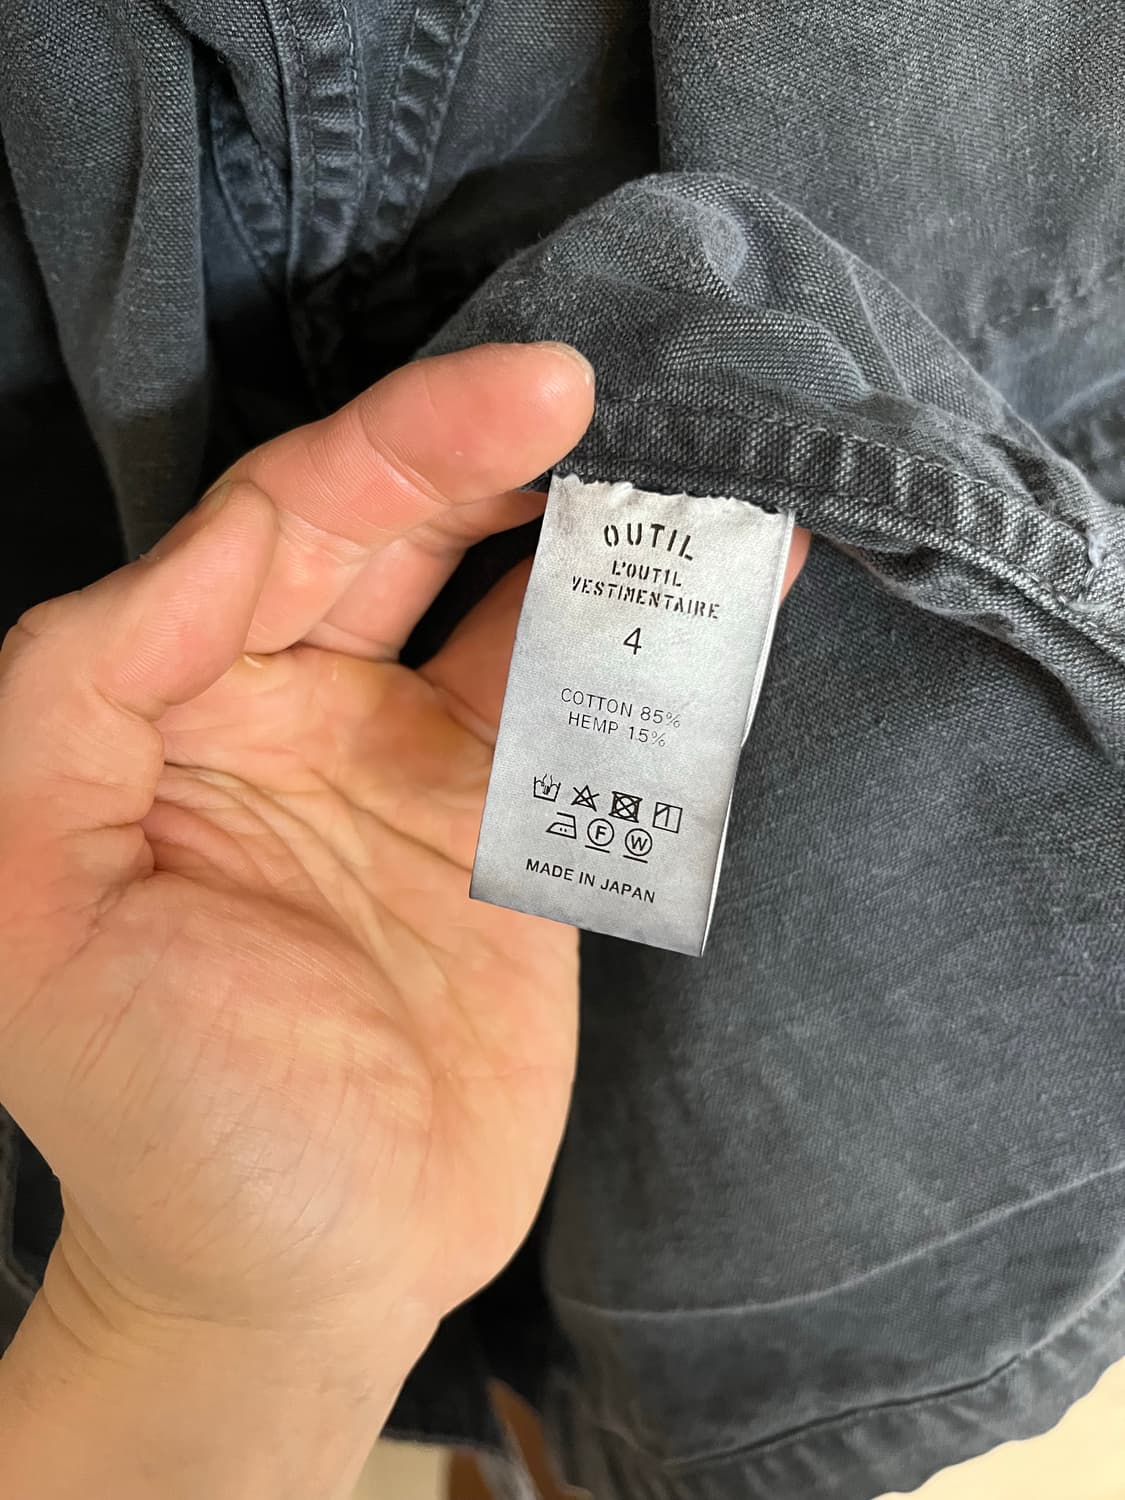 OUTIL
L'OUTIL
VESTIMENTAIRE
4
COTTON 85%
HEMP 15%
F W
MADE IN JAPAN